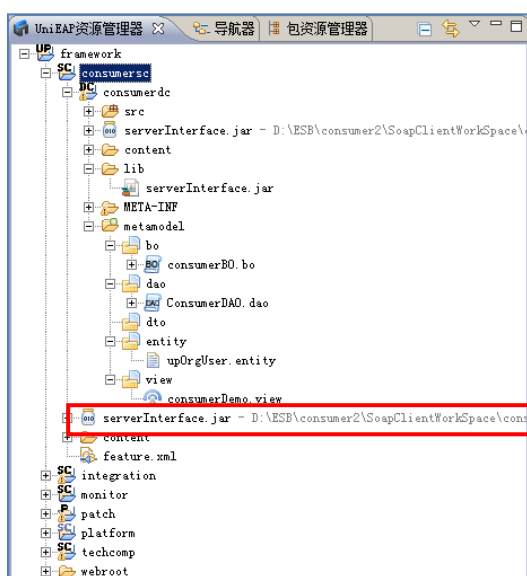 UniEAP资源管理器 导航器 包资源管理器
framework
consumersc
consumerdc
src
serverInterface.jar - D:\ESB\consumer2\SoapClientWorkSpace\
content
lib
serverInterface.jar
META-INF
metamodel
bo
consumerBO.bo
dao
ConsumerDAO.dao
dto
entity
upOrgUser.entity
view
consumerDemo.view
serverInterface.jar - D:\ESB\consumer2\SoapClientWorkSpace\cons
content
feature.xml
integration
monitor
patch
platform
techcomp
webroot